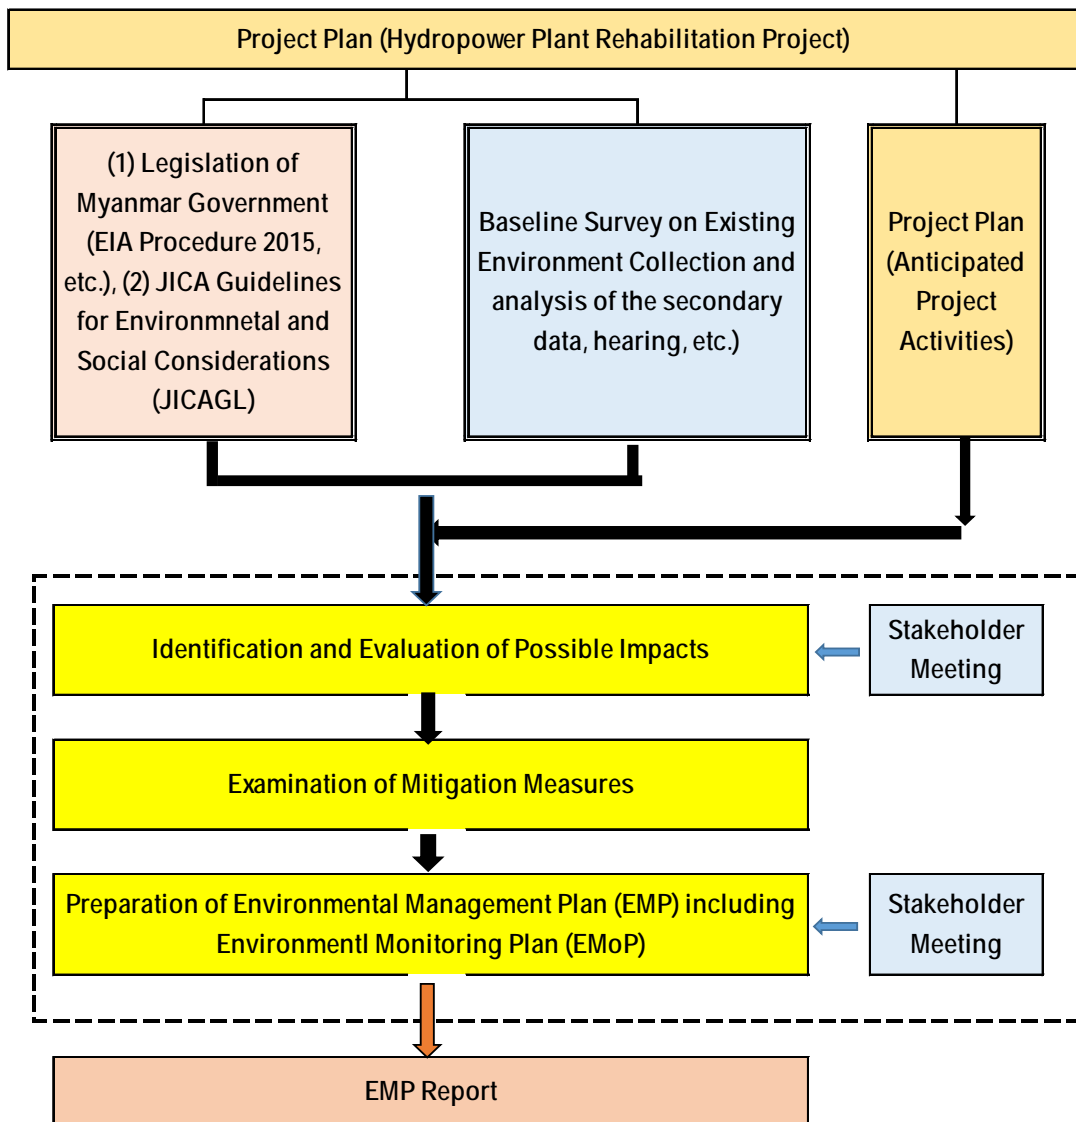 Project Plan (Hydropower Plant Rehabilitation Project)
(1) Legislation of
Myanmar Government
(EIA Procedure 2015,
etc.), (2) JICA Guidelines
for Environmnetal and
Social Considerations
(JICAGL)
Baseline Survey on Existing
Environment Collection and
analysis of the secondary
data, hearing, etc.)
Project Plan
(Anticipated
Project
Activities)
Identification and Evaluation of Possible Impacts
Stakeholder
Meeting
Examination of Mitigation Measures
Preparation of Environmental Management Plan (EMP) including
Environmentl Monitoring Plan (EMoP)
Stakeholder
Meeting
EMP Report